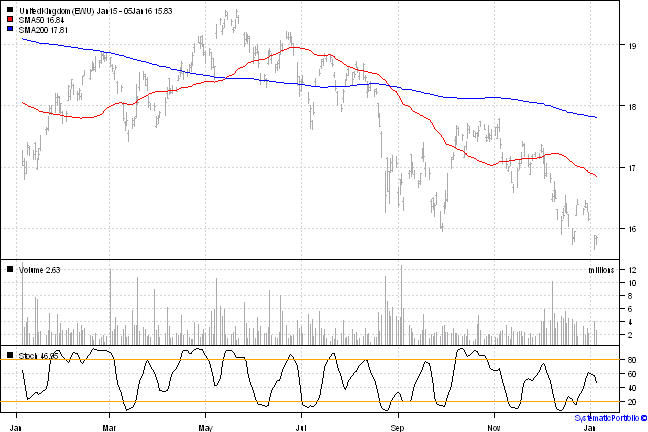 UnitedKingdom (EWU) Jan15 - 05Jan16 15.83
SMA50 16.84
SMA200 17.81
19
18
17
16
Volume 2.63
millions
12
10
8
6
4
2
Stoch 46.95
80
60
40
20
Jan Mar May Jul Sep Nov Jan
SystematicPortfolio ©